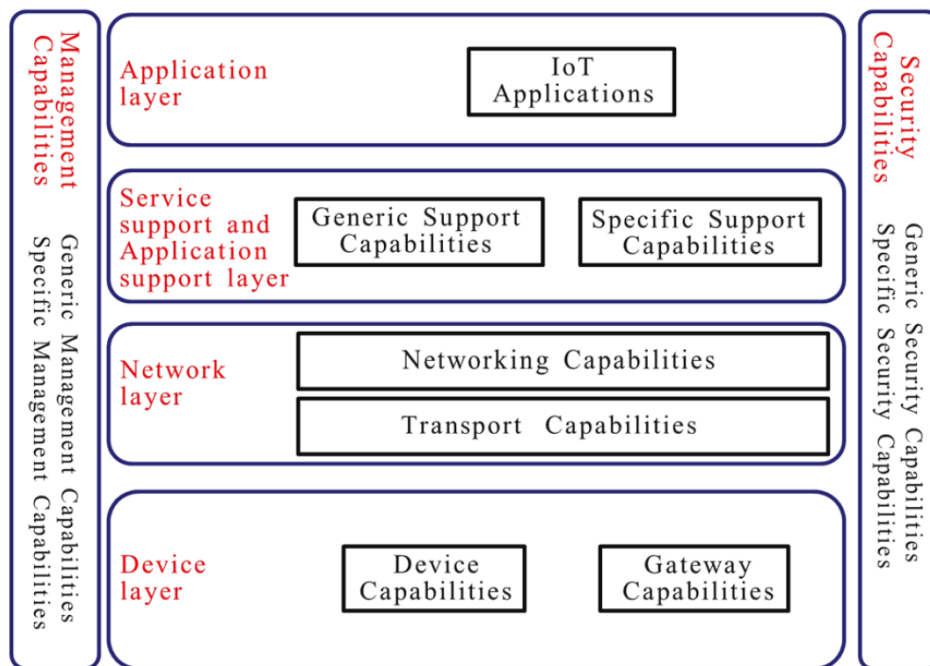 Management
Capabilities
Generic Management Capabilities
Specific Management Capabilities
Application
layer
IoT
Applications
Service
support and
Application
support layer
Generic Support
Capabilities
Specific Support
Capabilities
Network
layer
Networking Capabilities
Transport Capabilities
Device
layer
Device
Capabilities
Gateway
Capabilities
Security
Capabilities
Generic Security Capabilities
Specific Security Capabilities